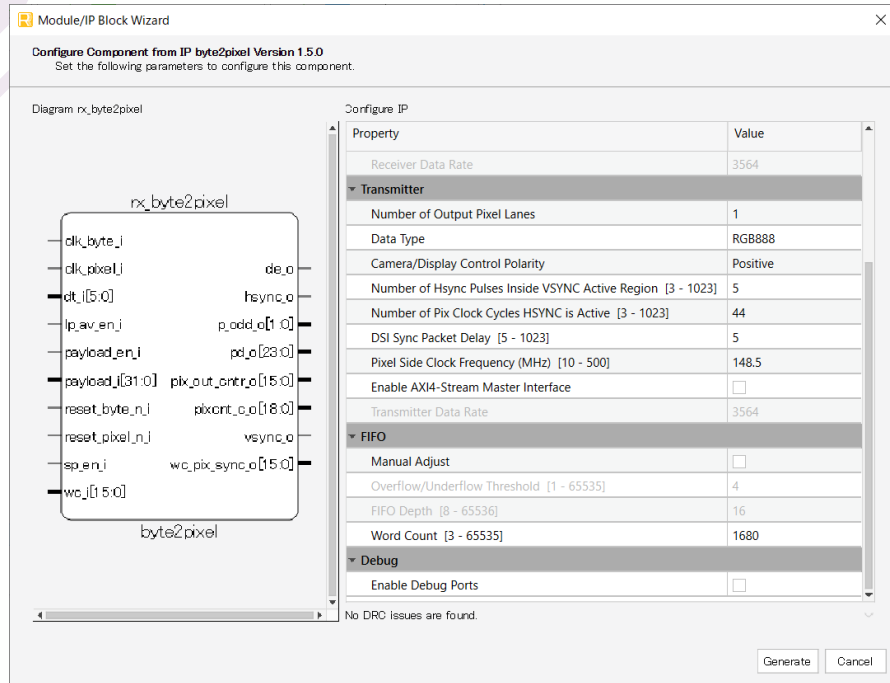 Module/IP Block Wizard
Configure Component from IP byte2pixel Version 1.5.0
Set the following parameters to configure this component.
Diagram rx_byte2pixel
rx_byte2pixel
clk_byte_i
clk_pixel_i
dt_i[5:0]
lp_av_en_i
payload_en_i
payload_i[31:0]
reset_byte_n_i
reset_pixel_n_i
sp_en_i
wc_i[15:0]
de_o
hsync_o
p_odd_o[1:0]
pd_o[23:0]
pix_out_cntr_o[15:0]
pixcnt_c_o[18:0]
vsync_o
wc_pix_sync_o[15:0]
byte2pixel
Configure IP
Property Value
Receiver Data Rate 3564
Transmitter
Number of Output Pixel Lanes 1
Data Type RGB888
Camera/Display Control Polarity Positive
Number of Hsync Pulses Inside VSYNC Active Region [3 - 1023] 5
Number of Pix Clock Cycles HSYNC is Active [3 - 1023] 44
DSI Sync Packet Delay [5 - 1023] 5
Pixel Side Clock Frequency (MHz) [10 - 500] 148.5
Enable AXI4-Stream Master Interface
Transmitter Data Rate 3564
FIFO
Manual Adjust
Overflow/Underflow Threshold [1 - 65535] 4
FIFO Depth [8 - 65536] 16
Word Count [3 - 65535] 1680
Debug
Enable Debug Ports
No DRC issues are found.
Generate Cancel